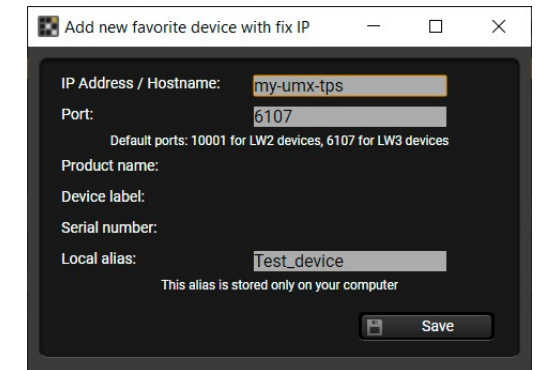 Add new favorite device with fix IP
IP Address / Hostname: my-umx-tps
Port: 6107
Default ports: 10001 for LW2 devices, 6107 for LW3 devices
Product name:
Device label:
Serial number:
Local alias: Test_device
This alias is stored only on your computer
Save